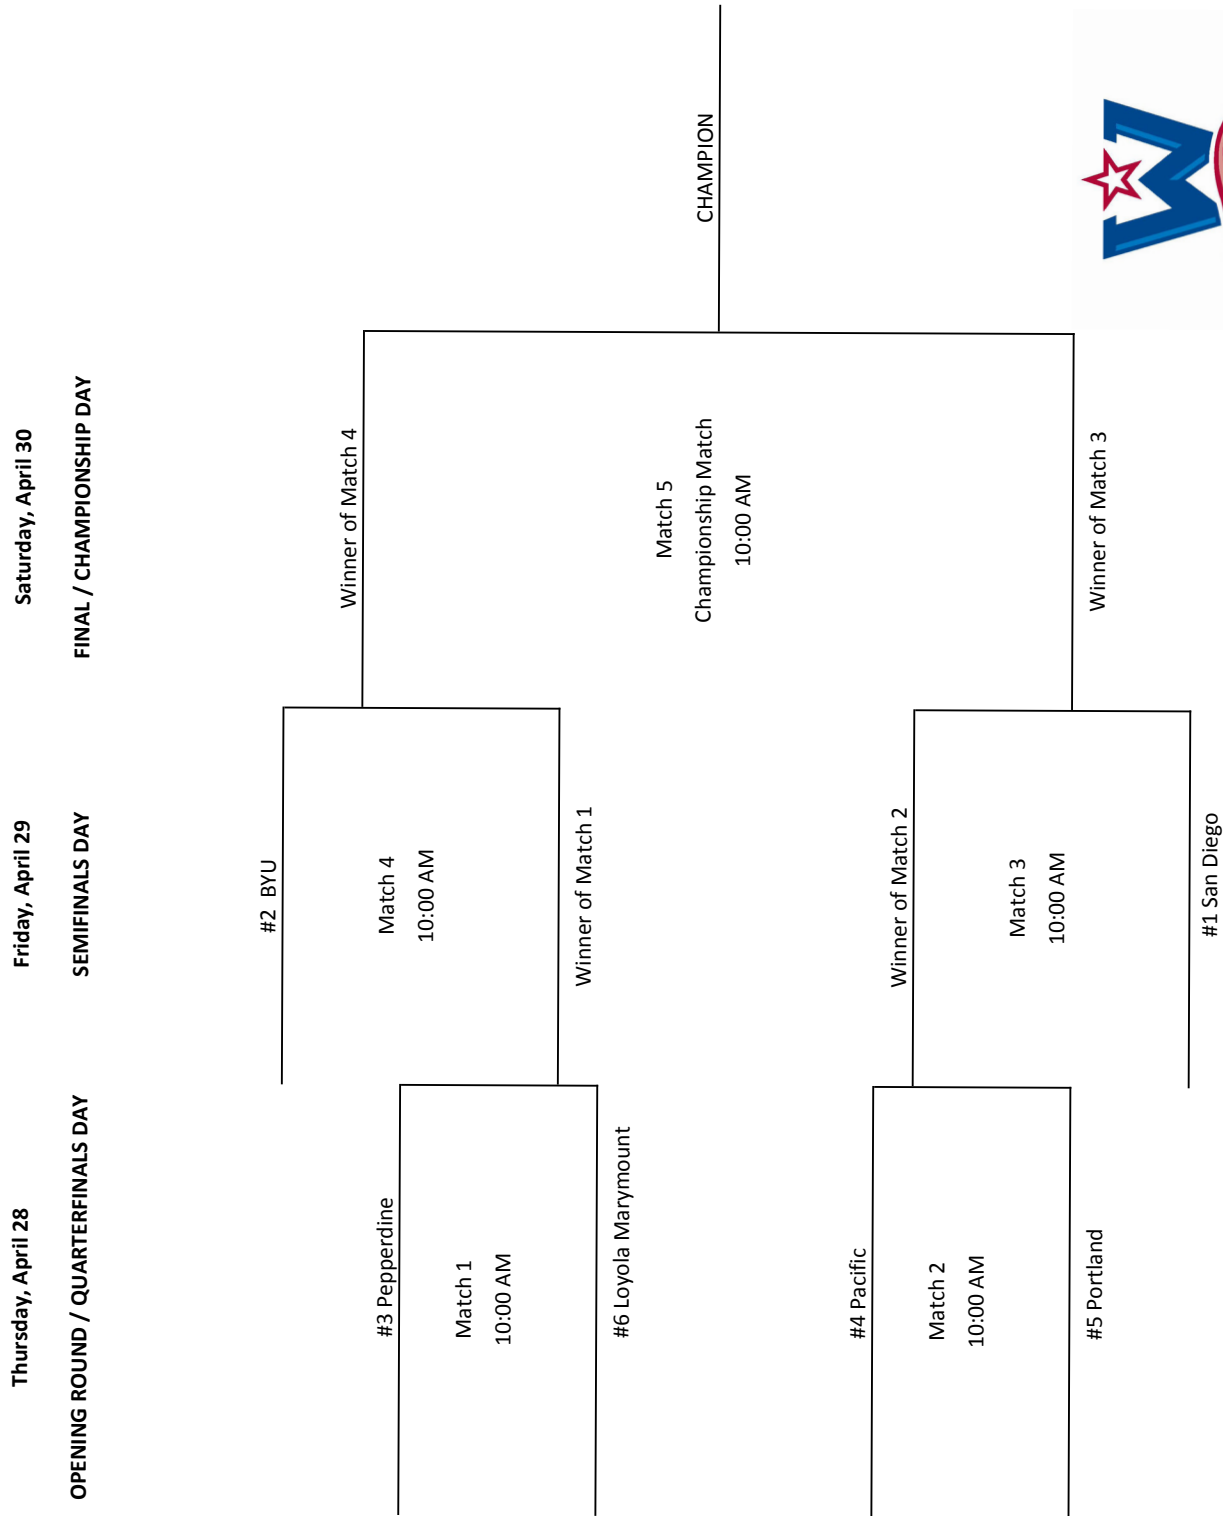 Thursday, April 28
OPENING ROUND / QUARTERFINALS DAY
Friday, April 29
SEMIFINALS DAY
Saturday, April 30
FINAL / CHAMPIONSHIP DAY
#3 Pepperdine
Match 1
10:00 AM
#6 Loyola Marymount
#4 Pacific
Match 2
10:00 AM
#5 Portland
#2 BYU
Match 4
10:00 AM
Winner of Match 1
Winner of Match 2
Match 3
10:00 AM
#1 San Diego
Winner of Match 4
Match 5
Championship Match
10:00 AM
Winner of Match 3
CHAMPION